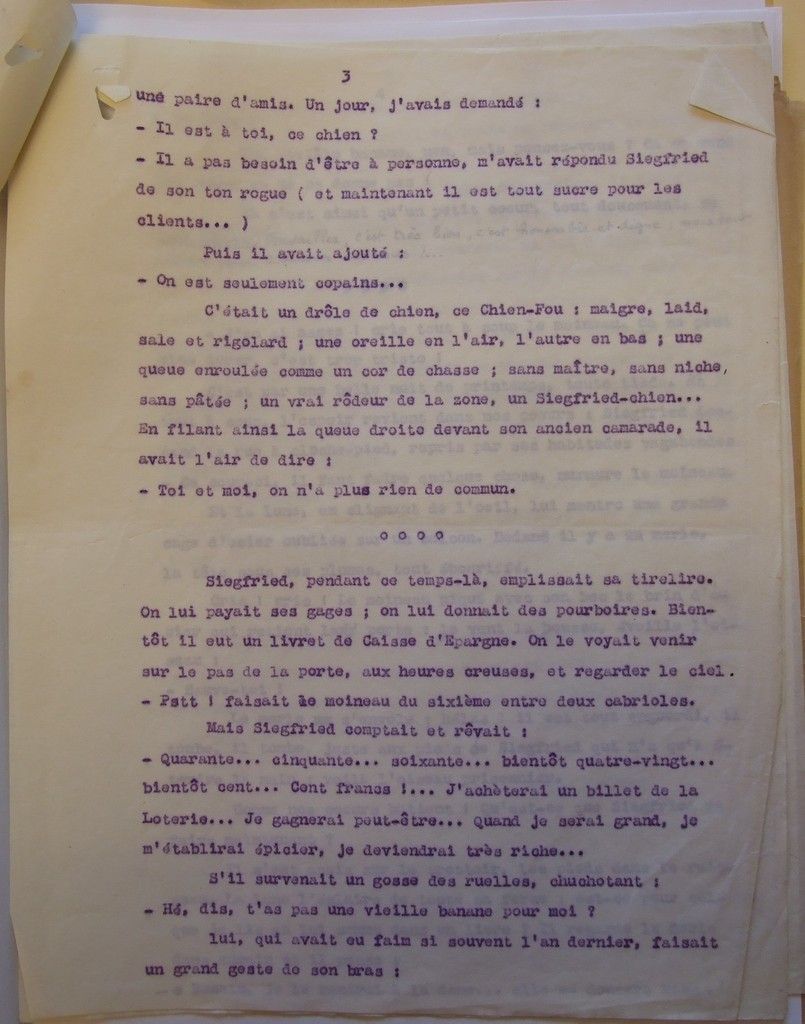 3
une paire d'amis. Un jour, j'avais demandé :
- Il est à toi, ce chien ?
- Il a pas besoin d'être à personne, m'avait répondu Siegfried
de son ton rogue ( et maintenant il est tout sucre pour les
clients... )
Puis il avait ajouté :
- On est seulement copains...
C'était un drôle de chien, ce Chien-Fou : maigre, laid,
sale et rigolard ; une oreille en l'air, l'autre en bas ; une
queue enroulée comme un cor de chasse ; sans maître, sans niche,
sans pâtée ; un vrai rôdeur de la zone, un Siegfried-chien...
En filant ainsi la queue droite devant son ancien camarade, il
avait l'air de dire :
- Toi et moi, on n'a plus rien de commun.
o o o o
Siegfried, pendant ce temps-là, emplissait sa tirelire.
On lui payait ses gages ; on lui donnait des pourboires. Bien-
tôt il eut un livret de Caisse d'Epargne. On le voyait venir
sur le pas de la porte, aux heures creuses, et regarder le ciel.
- Pstt ! faisait le moineau du sixième entre deux cabrioles.
Mais Siegfried comptait et rêvait :
- Quarante... cinquante... soixante... bientôt quatre-vingt...
bientôt cent... Cent francs !... J'achèterai un billet de la
Loterie... Je gagnerai peut-être... Quand je serai grand, je
m'établirai épicier, je deviendrai très riche...
S'il survenait un gosse des ruelles, chuchotant :
- Hé, dis, t'as pas une vieille banane pour moi ?
lui, qui avait eu faim si souvent l'an dernier, faisait
un grand geste de son bras :